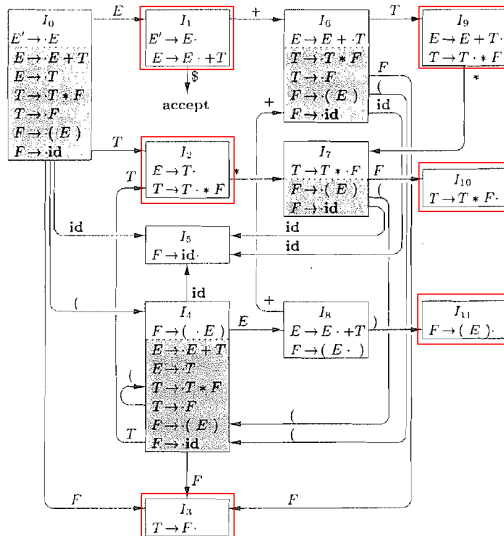 I₀
E′ → ·E
E → ·E + T
E → ·T
T → ·T * F
T → ·F
F → ·( E )
F → ·id
E
I₁
E′ → E·
E → E· + T
$
accept
+
I₆
E → E + ·T
T → ·T * F
T → ·F
F → ·( E )
F → ·id
T
I₉
E → E + T·
T → T· * F
*
F
(
id
+
T
I₂
E → T·
T → T· * F
*
I₇
T → T * ·F
F → ·( E )
F → ·id
F
(
I₁₀
T → T * F·
id
id
id
I₅
F → id·
id
(
I₄
F → ( ·E )
E → ·E + T
E → ·T
T → ·T * F
T → ·F
F → ·( E )
F → ·id
E
+
I₈
E → E· + T
F → ( E· )
)
I₁₁
F → ( E )·
(
T
(
(
F
F
F
I₃
T → F·